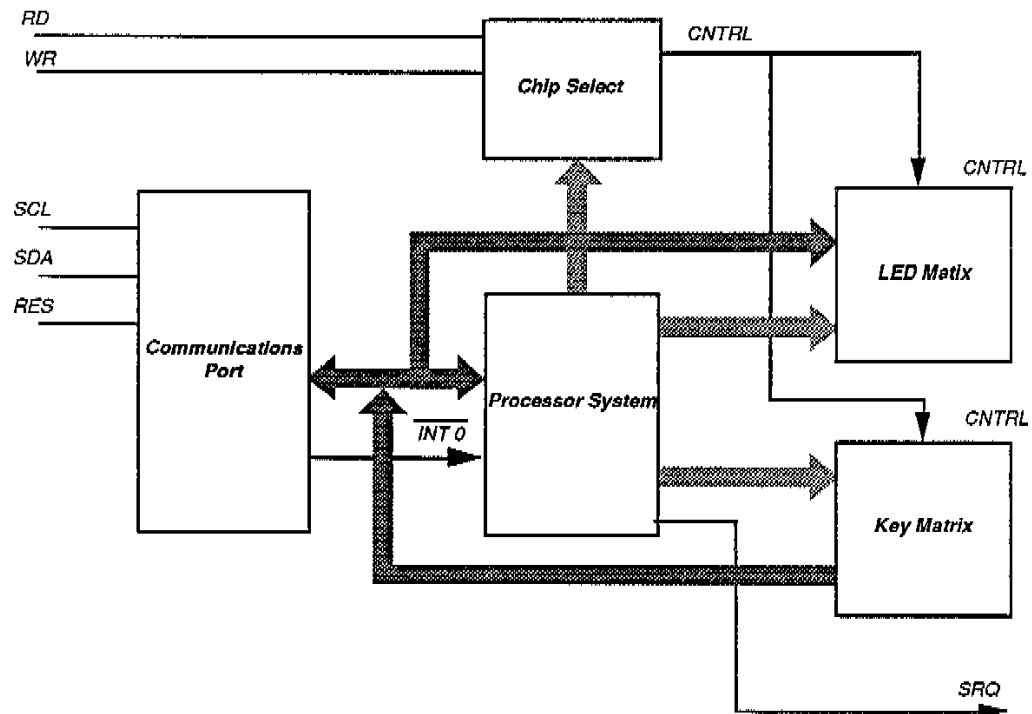 RD
CNTRL
WR
Chip Select
CNTRL
SCL
SDA
LED Matix
RES
Communications
Port
Processor System
INT 0
CNTRL
Key Matrix
SRQ